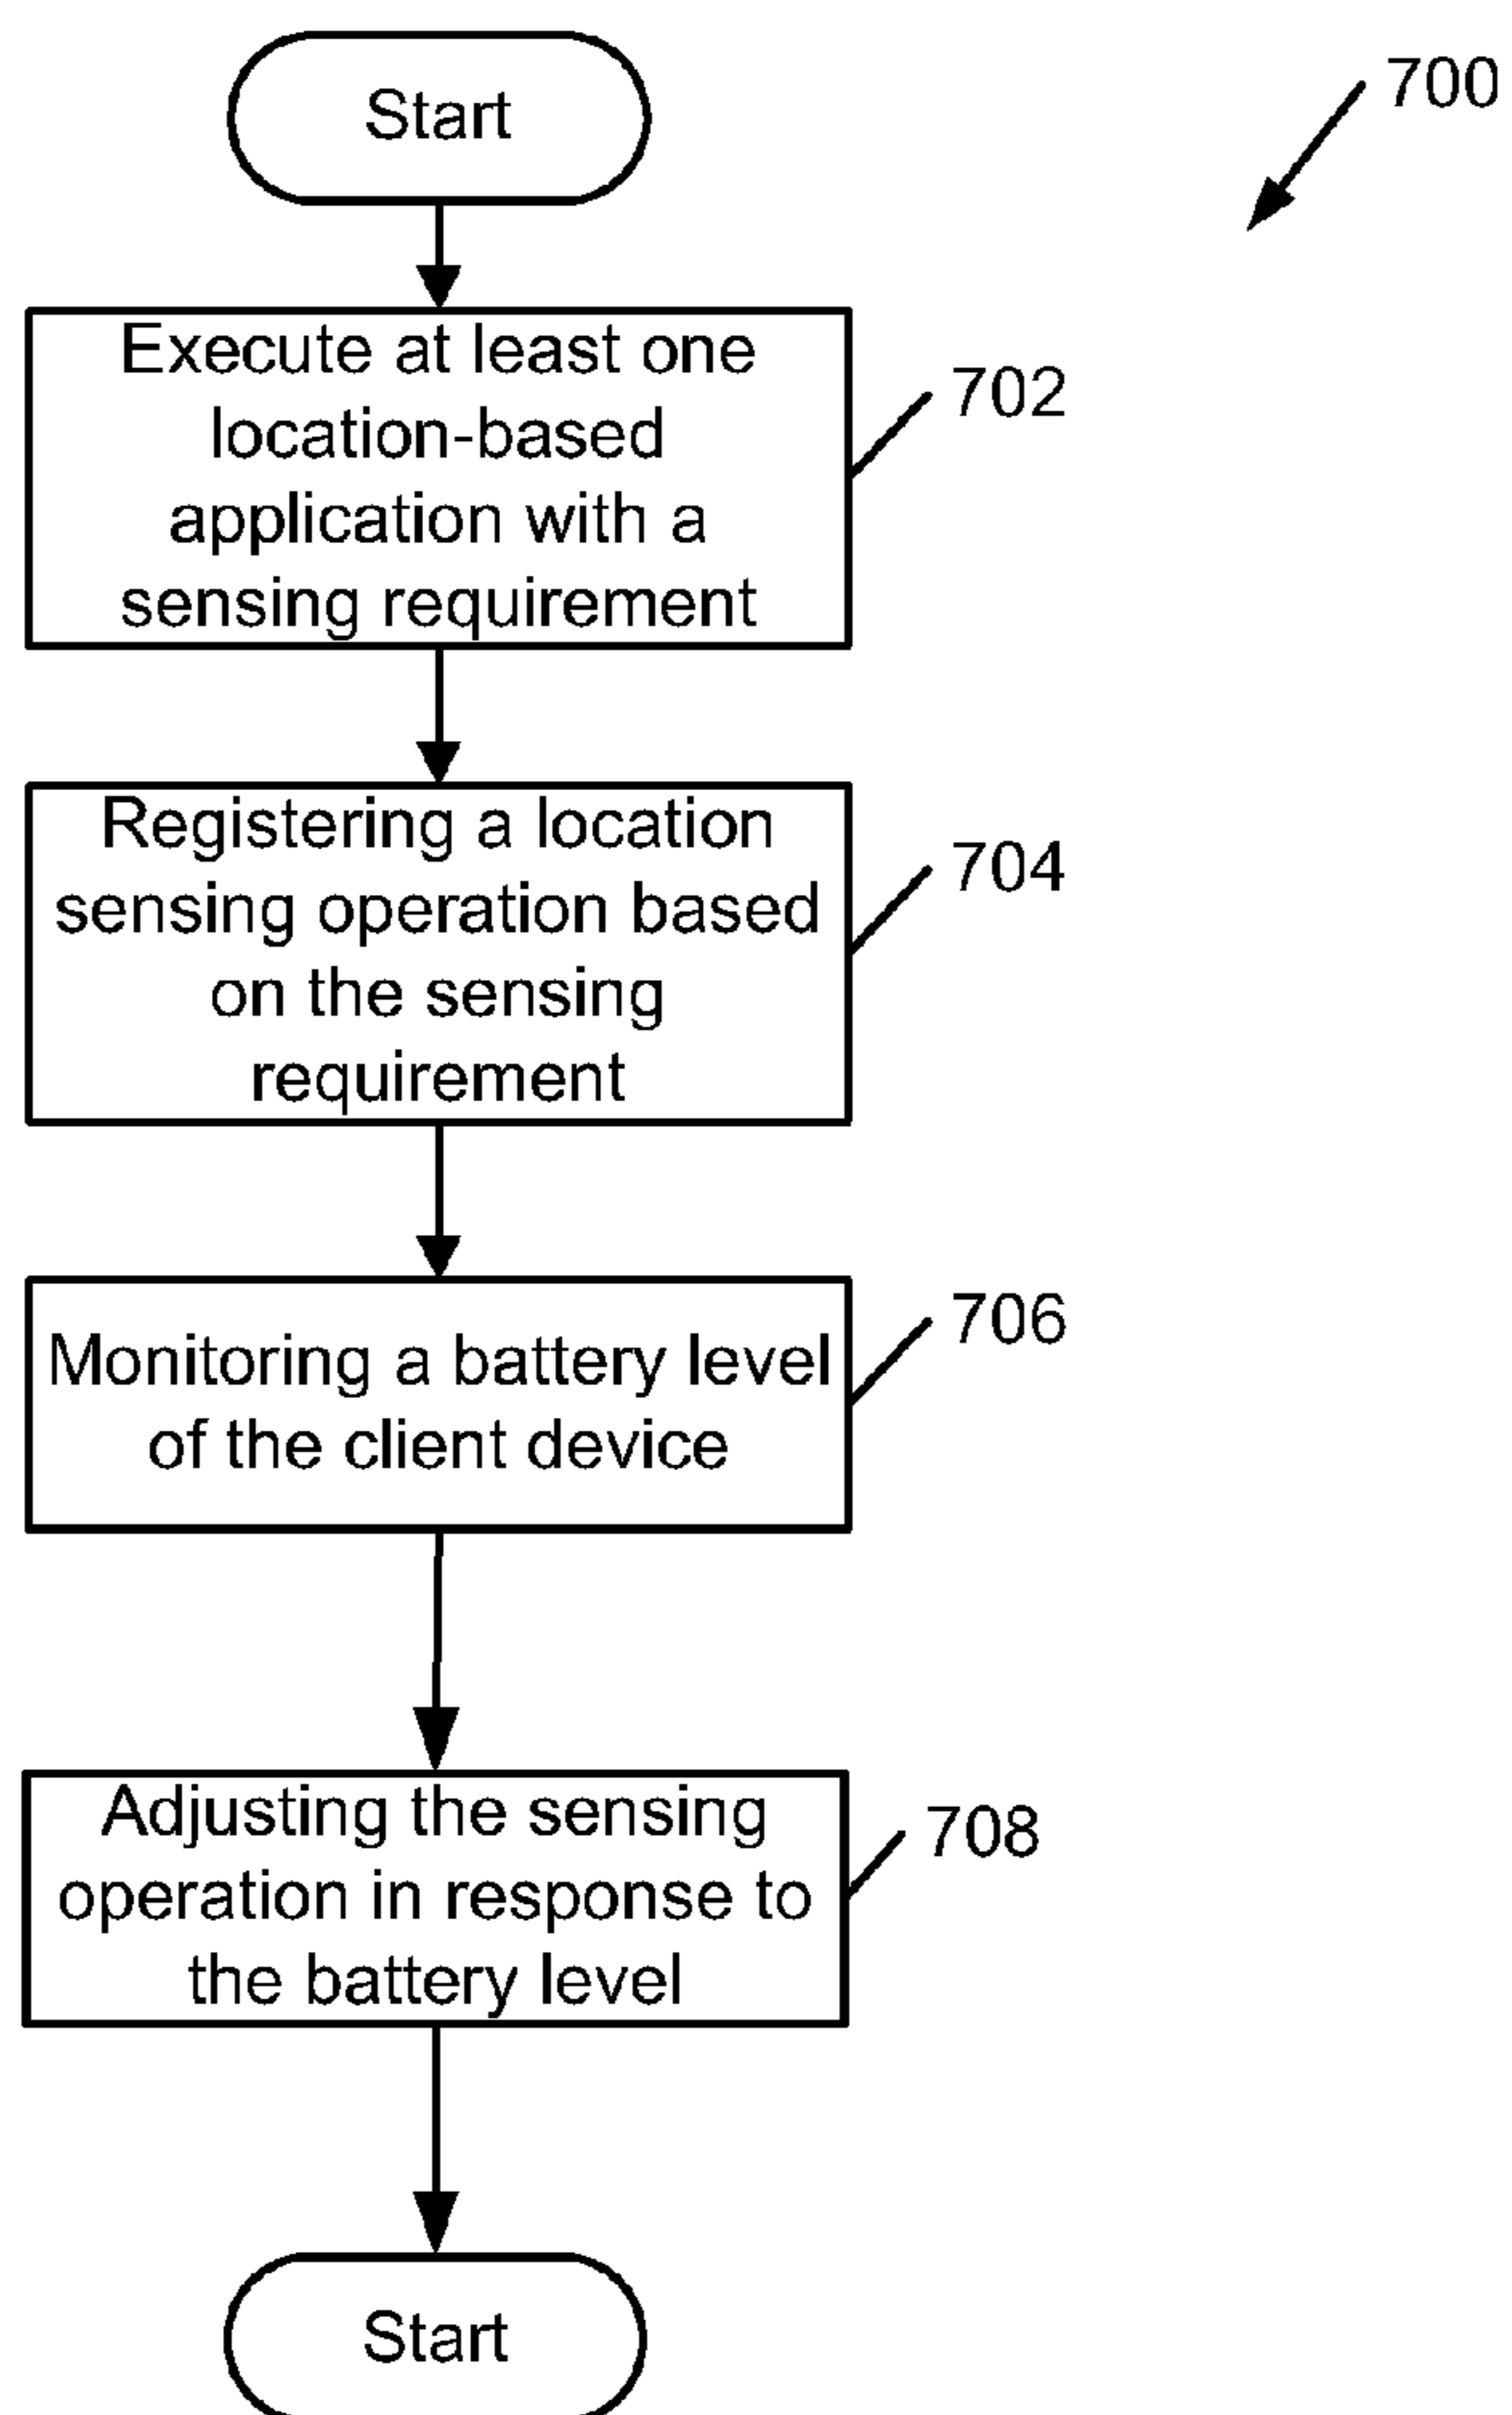 Start
700
Execute at least one
location-based
application with a
sensing requirement
702
Registering a location
sensing operation based
on the sensing
requirement
704
Monitoring a battery level
of the client device
706
Adjusting the sensing
operation in response to
the battery level
708
Start